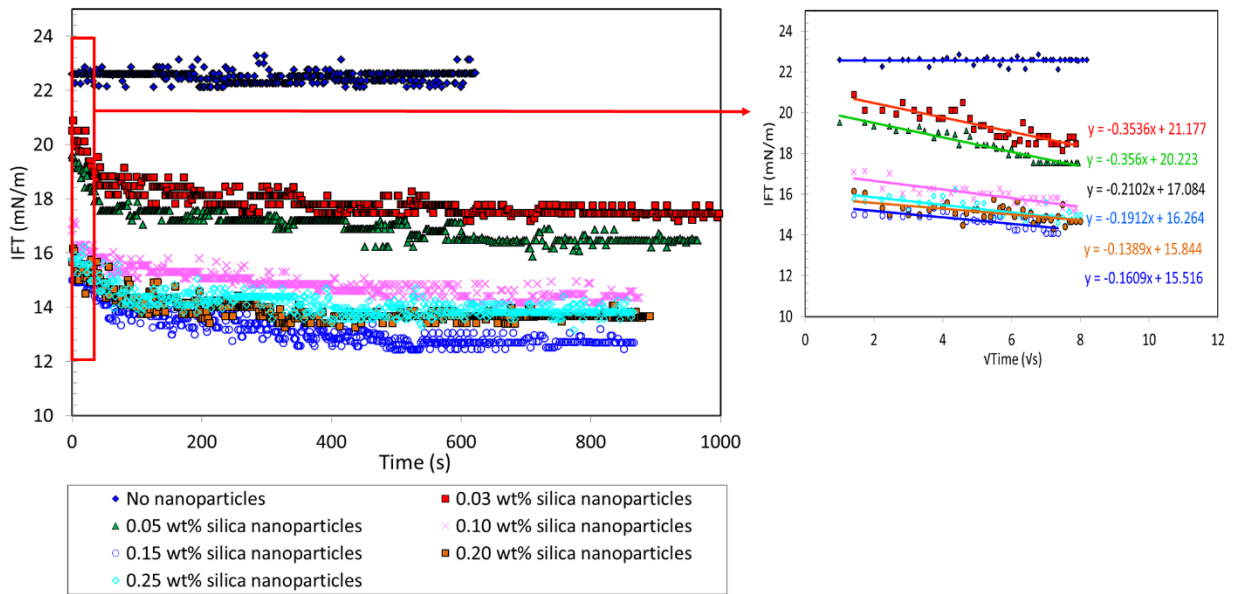 24
22
20
18
16
14
12
10
IFT (mN/m)
0
200
400
600
800
1000
Time (s)
24
22
20
18
16
14
12
10
IFT (mN/m)
y = -0.3536x + 21.177
y = -0.356x + 20.223
y = -0.2102x + 17.084
y = -0.1912x + 16.264
y = -0.1389x + 15.844
y = -0.1609x + 15.516
0
2
4
6
8
10
12
√Time (√s)
No nanoparticles
0.03 wt% silica nanoparticles
0.05 wt% silica nanoparticles
0.10 wt% silica nanoparticles
0.15 wt% silica nanoparticles
0.20 wt% silica nanoparticles
0.25 wt% silica nanoparticles